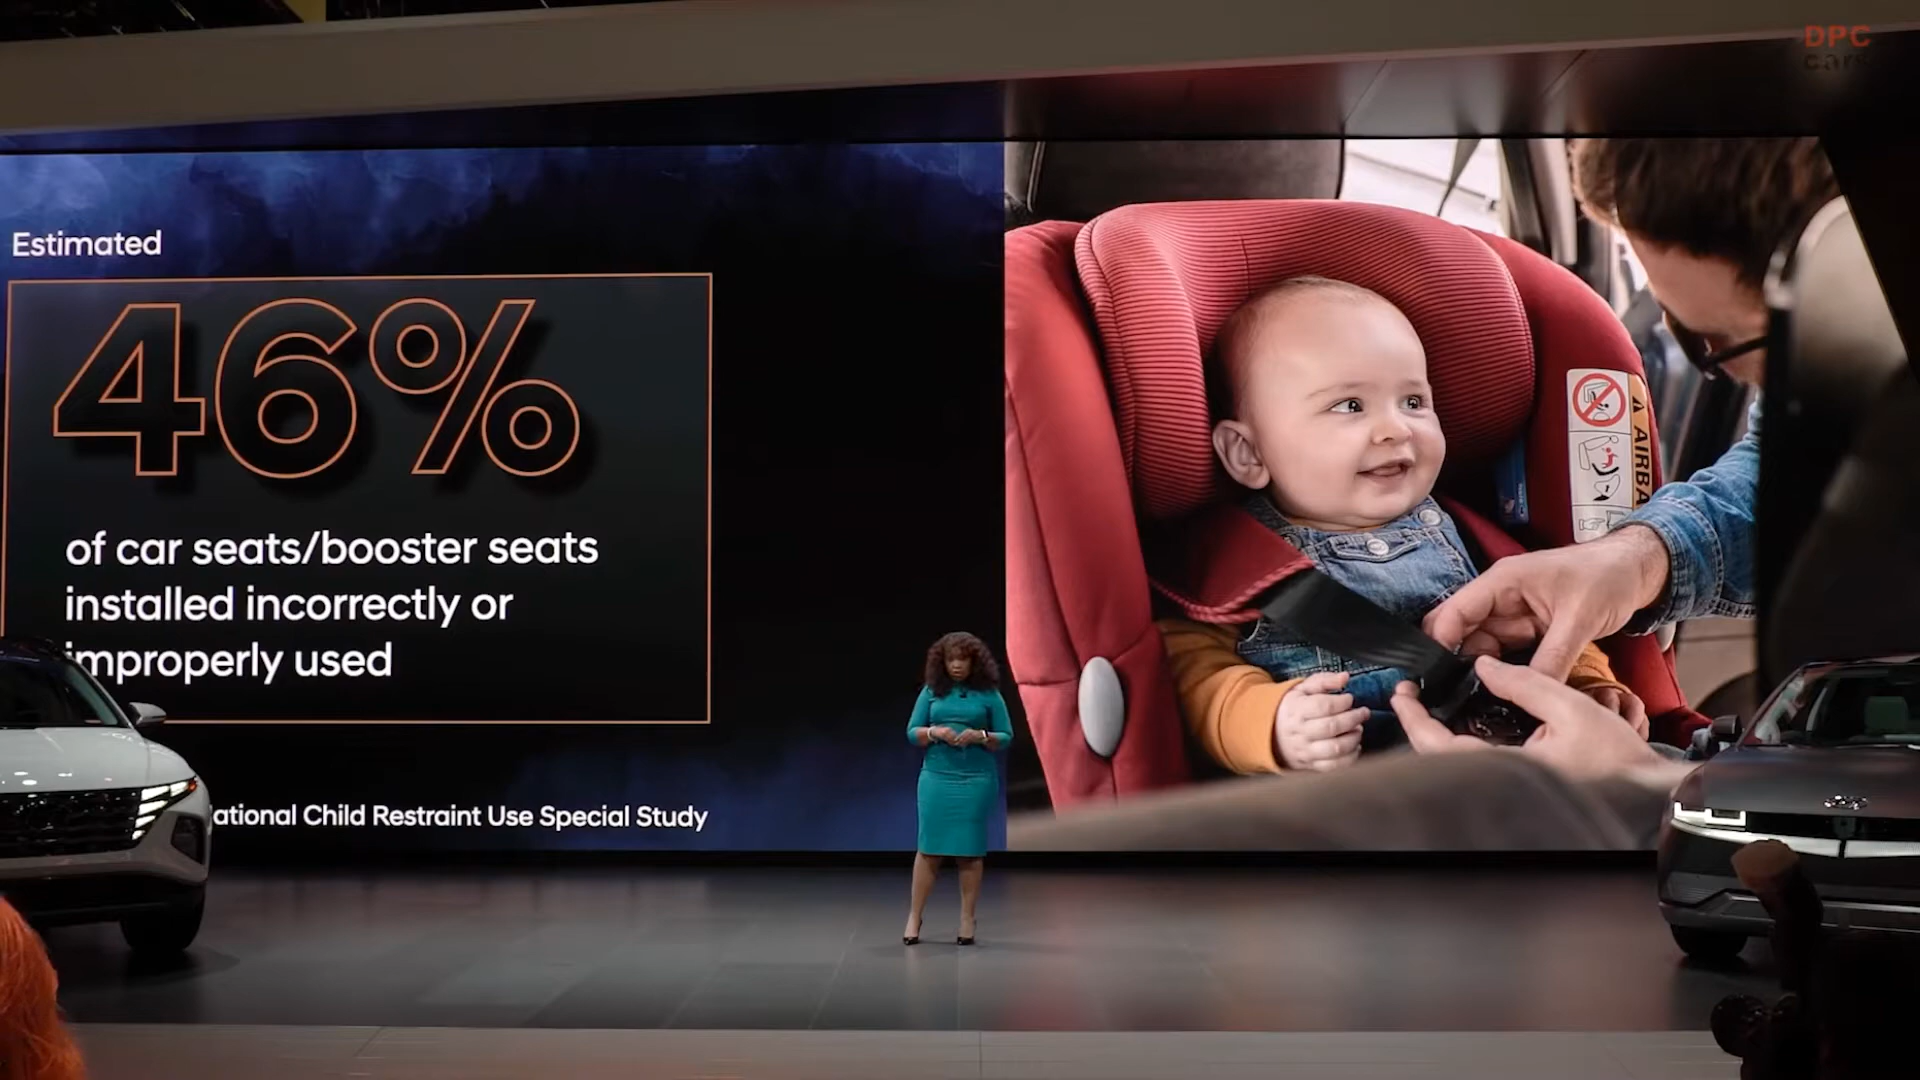 DPC
cars
Estimated
46%
of car seats/booster seats
installed incorrectly or
improperly used
ational Child Restraint Use Special Study
AIRBA